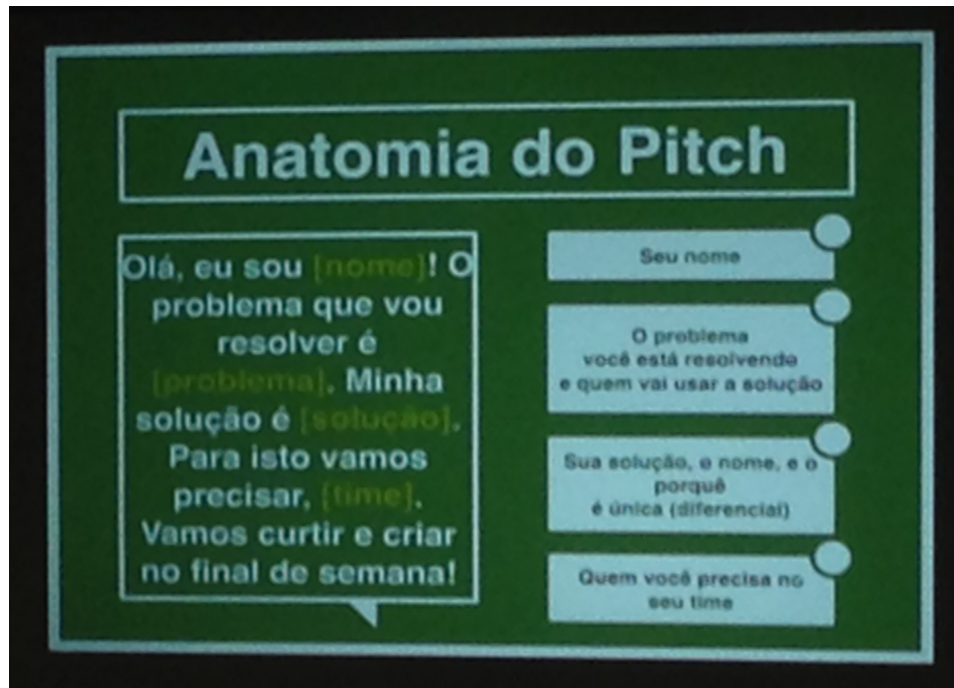 Anatomia do Pitch
Olá, eu sou [nome]! O
problema que vou
resolver é
[problema]. Minha
solução é [solução].
Para isto vamos
precisar, [time].
Vamos curtir e criar
no final de semana!
Seu nome
O problema
você está resolvendo
e quem vai usar a solução
Sua solução, o nome, e o
porquê
é única (diferencial)
Quem você precisa no
seu time